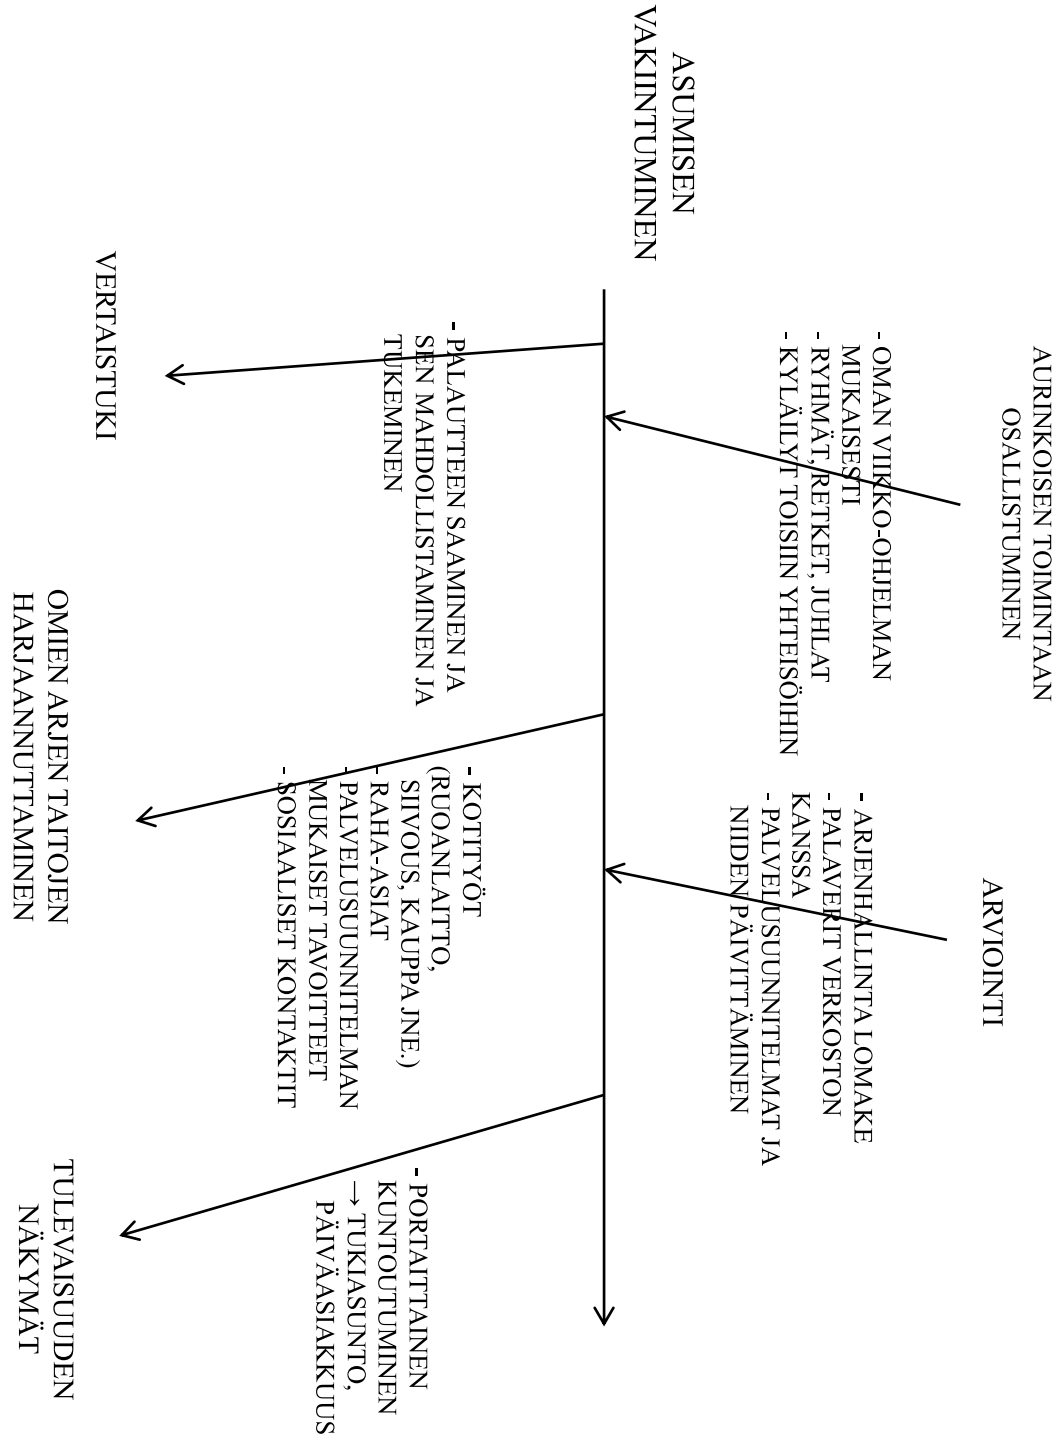 ASUMISEN
VAKIINTUMINEN
AURINKOISEN TOIMINTAAN
OSALLISTUMINEN
- OMAN VIIKKO-OHJELMAN
MUKAISESTI
- RYHMÄT, RETKET, JUHLAT
- KYLÄILYT TOISIIN YHTEISÖIHIN
ARVIOINTI
- ARJENHALLINTA LOMAKE
- PALAVERIT VERKOSTON
KANSSA
- PALVELUSUUNNITELMAT JA
NIIDEN PÄIVITTÄMINEN
- PALAUTTEEN SAAMINEN JA
SEN MAHDOLLISTAMINEN JA
TUKEMINEN
VERTAISTUKI
- KOTITYÖT
(RUOANLAITTO,
SIIVOUS, KAUPPA JNE.)
- RAHA-ASIAT
- PALVELUSUUNNITELMAN
MUKAISET TAVOITTEET
- SOSIAALISET KONTAKTIT
OMIEN ARJEN TAITOJEN
HARJAANNUTTAMINEN
- PORTAITTAINEN
KUNTOUTUMINEN
→ TUKIASUNTO,
PÄIVÄASIAKKUUS
TULEVAISUUDEN
NÄKYMÄT